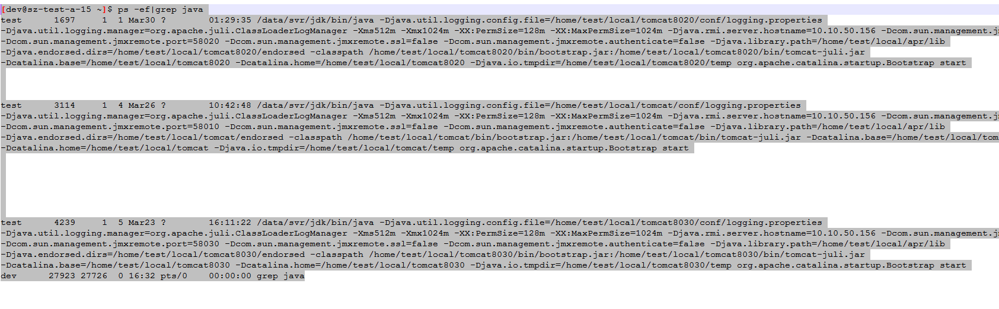 [dev@sz-test-a-15 ~]$ ps -ef|grep java
test 1697 1 1 Mar30 ? 01:29:35 /data/svr/jdk/bin/java -Djava.util.logging.config.file=/home/test/local/tomcat8020/conf/logging.properties
-Djava.util.logging.manager=org.apache.juli.ClassLoaderLogManager -Xms512m -Xmx1024m -XX:PermSize=128m -XX:MaxPermSize=1024m -Djava.rmi.server.hostname=10.10.50.156 -Dcom.sun.management.j
-Dcom.sun.management.jmxremote.port=58020 -Dcom.sun.management.jmxremote.ssl=false -Dcom.sun.management.jmxremote.authenticate=false -Djava.library.path=/home/test/local/apr/lib
-Djava.endorsed.dirs=/home/test/local/tomcat8020/endorsed -classpath /home/test/local/tomcat8020/bin/bootstrap.jar:/home/test/local/tomcat8020/bin/tomcat-juli.jar
-Dcatalina.base=/home/test/local/tomcat8020 -Dcatalina.home=/home/test/local/tomcat8020 -Djava.io.tmpdir=/home/test/local/tomcat8020/temp org.apache.catalina.startup.Bootstrap start
test 3114 1 4 Mar26 ? 10:42:48 /data/svr/jdk/bin/java -Djava.util.logging.config.file=/home/test/local/tomcat/conf/logging.properties
-Djava.util.logging.manager=org.apache.juli.ClassLoaderLogManager -Xms512m -Xmx1024m -XX:PermSize=128m -XX:MaxPermSize=1024m -Djava.rmi.server.hostname=10.10.50.156 -Dcom.sun.management.j
-Dcom.sun.management.jmxremote.port=58010 -Dcom.sun.management.jmxremote.ssl=false -Dcom.sun.management.jmxremote.authenticate=false -Djava.library.path=/home/test/local/apr/lib
-Djava.endorsed.dirs=/home/test/local/tomcat/endorsed -classpath /home/test/local/tomcat/bin/bootstrap.jar:/home/test/local/tomcat/bin/tomcat-juli.jar -Dcatalina.base=/home/test/local/tom
-Dcatalina.home=/home/test/local/tomcat -Djava.io.tmpdir=/home/test/local/tomcat/temp org.apache.catalina.startup.Bootstrap start
test 4239 1 5 Mar23 ? 16:11:22 /data/svr/jdk/bin/java -Djava.util.logging.config.file=/home/test/local/tomcat8030/conf/logging.properties
-Djava.util.logging.manager=org.apache.juli.ClassLoaderLogManager -Xms512m -Xmx1024m -XX:PermSize=128m -XX:MaxPermSize=1024m -Djava.rmi.server.hostname=10.10.50.156 -Dcom.sun.management.j
-Dcom.sun.management.jmxremote.port=58030 -Dcom.sun.management.jmxremote.ssl=false -Dcom.sun.management.jmxremote.authenticate=false -Djava.library.path=/home/test/local/apr/lib
-Djava.endorsed.dirs=/home/test/local/tomcat8030/endorsed -classpath /home/test/local/tomcat8030/bin/bootstrap.jar:/home/test/local/tomcat8030/bin/tomcat-juli.jar
-Dcatalina.base=/home/test/local/tomcat8030 -Dcatalina.home=/home/test/local/tomcat8030 -Djava.io.tmpdir=/home/test/local/tomcat8030/temp org.apache.catalina.startup.Bootstrap start
dev 27923 27726 0 16:32 pts/0 00:00:00 grep java